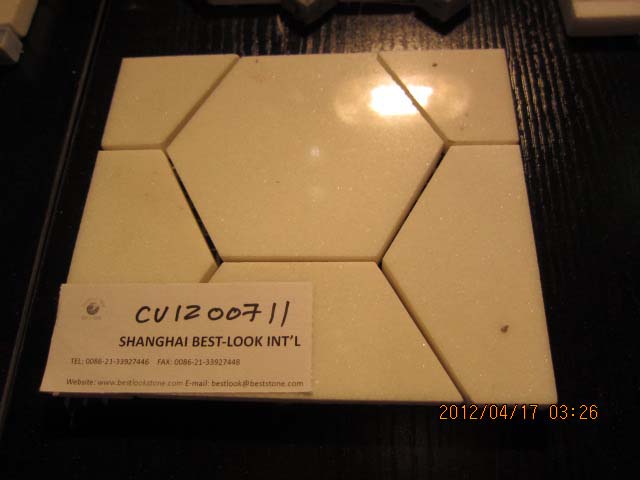 CV1200711
SHANGHAI BEST-LOOK INT'L
TEL: 0086-21-33927446 FAX: 0086-21-33927448
Website: www.bestlookstone.com E-mail: bestlook@beststone.com
2012/04/17 03:26